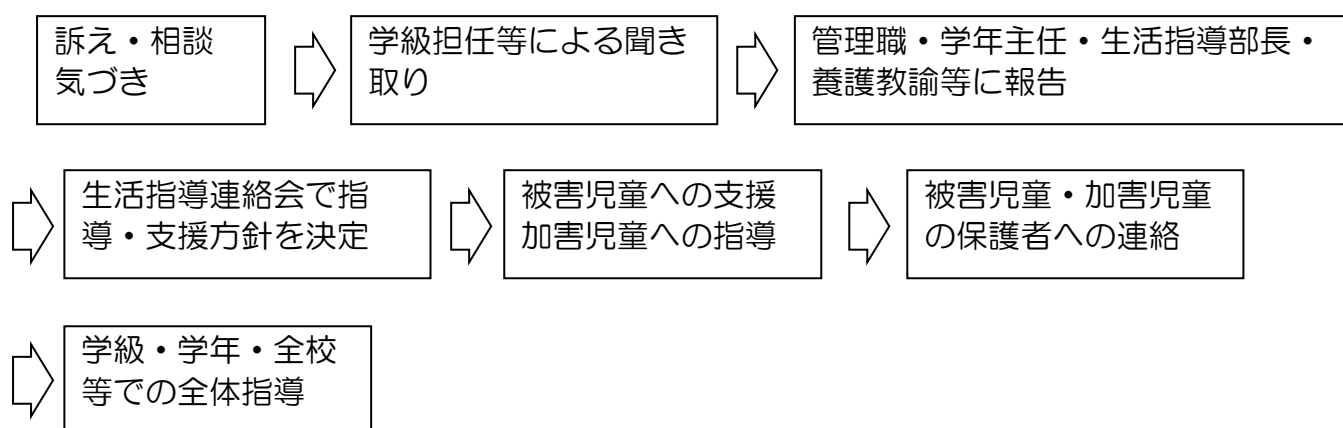 訴え・相談
気づき
学級担任等による聞き
取り
管理職・学年主任・生活指導部長・
養護教諭等に報告
生活指導連絡会で指
導・支援方針を決定
被害児童への支援
加害児童への指導
被害児童・加害児童
の保護者への連絡
学級・学年・全校
等での全体指導